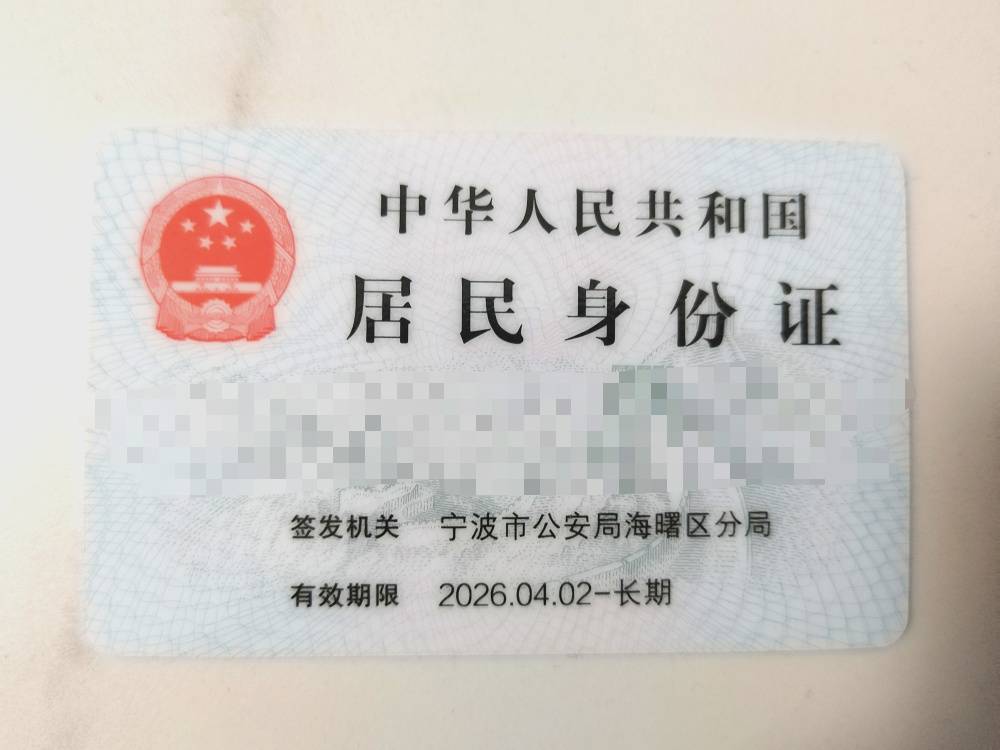 中华人民共和国
居民身份证
签发机关 宁波市公安局海曙区分局
有效期限 2026.04.02-长期